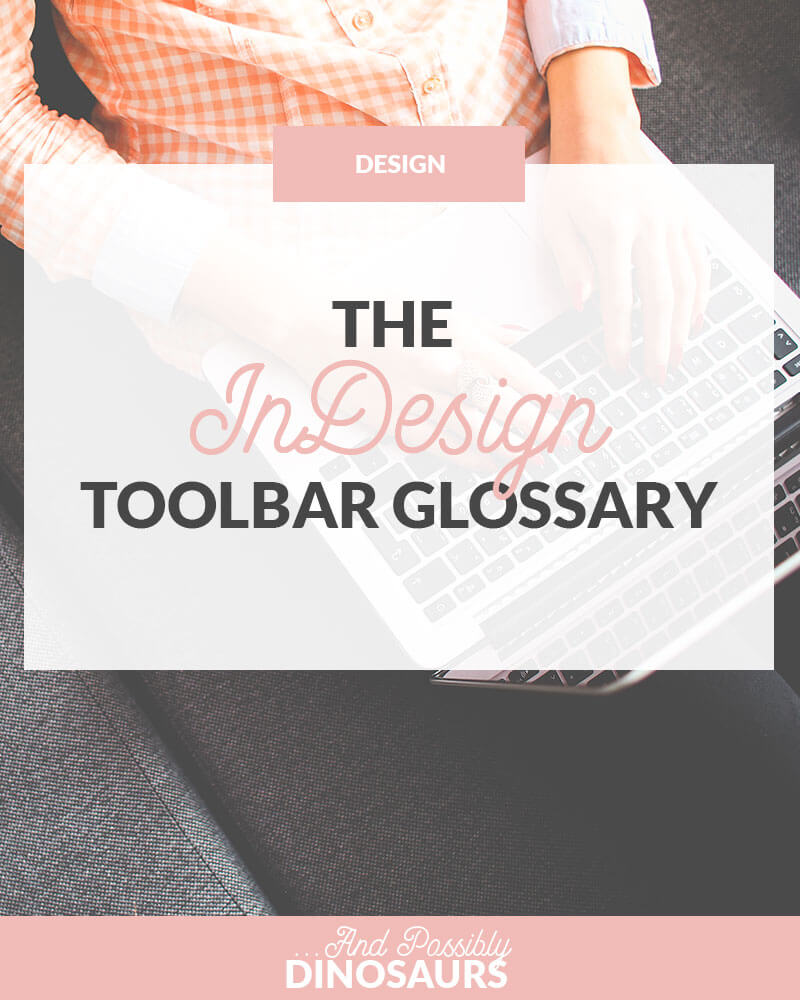 DESIGN
THE
InDesign
TOOLBAR GLOSSARY
...And Possibly
DINOSAURS